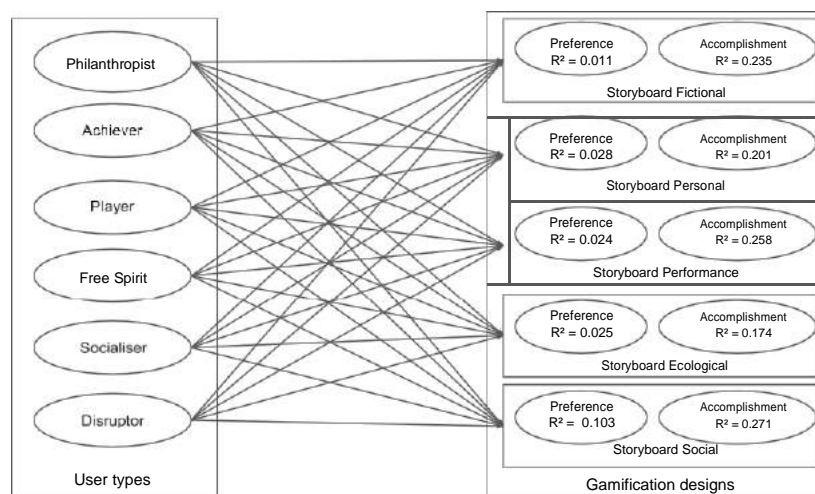 Philanthropist
Achiever
Player
Free Spirit
Socialiser
Disruptor
User types
Preference
R² = 0.011
Accomplishment
R² = 0.235
Storyboard Fictional
Preference
R² = 0.028
Accomplishment
R² = 0.201
Storyboard Personal
Preference
R² = 0.024
Accomplishment
R² = 0.258
Storyboard Performance
Preference
R² = 0.025
Accomplishment
R² = 0.174
Storyboard Ecological
Preference
R² = 0.103
Accomplishment
R² = 0.271
Storyboard Social
Gamification designs